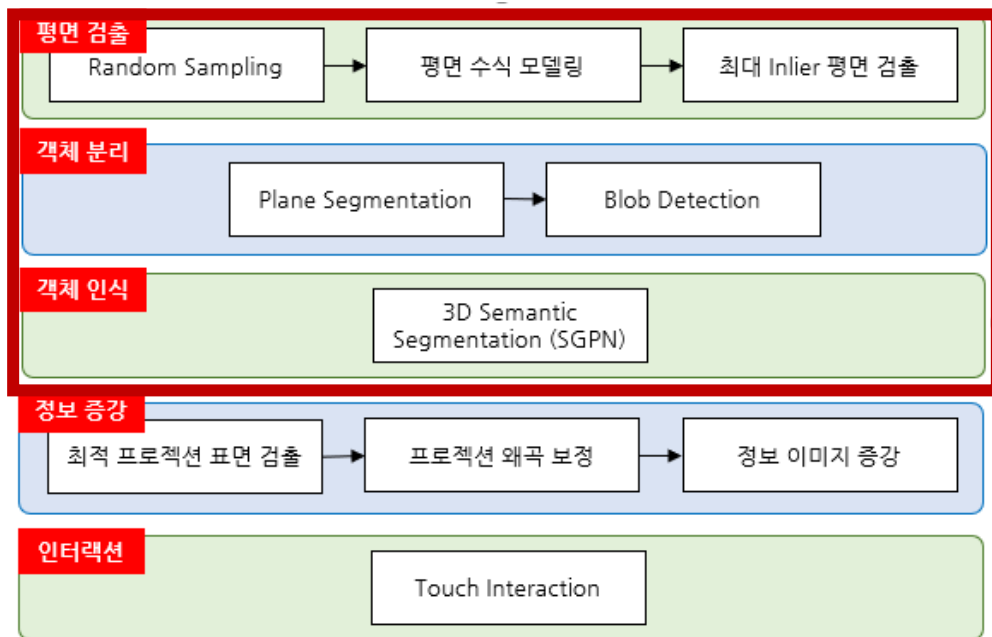 평면 검출
Random Sampling
평면 수식 모델링
최대 Inlier 평면 검출
객체 분리
Plane Segmentation
Blob Detection
객체 인식
3D Semantic
Segmentation (SGPN)
정보 증강
최적 프로젝션 표면 검출
프로젝션 왜곡 보정
정보 이미지 증강
인터랙션
Touch Interaction